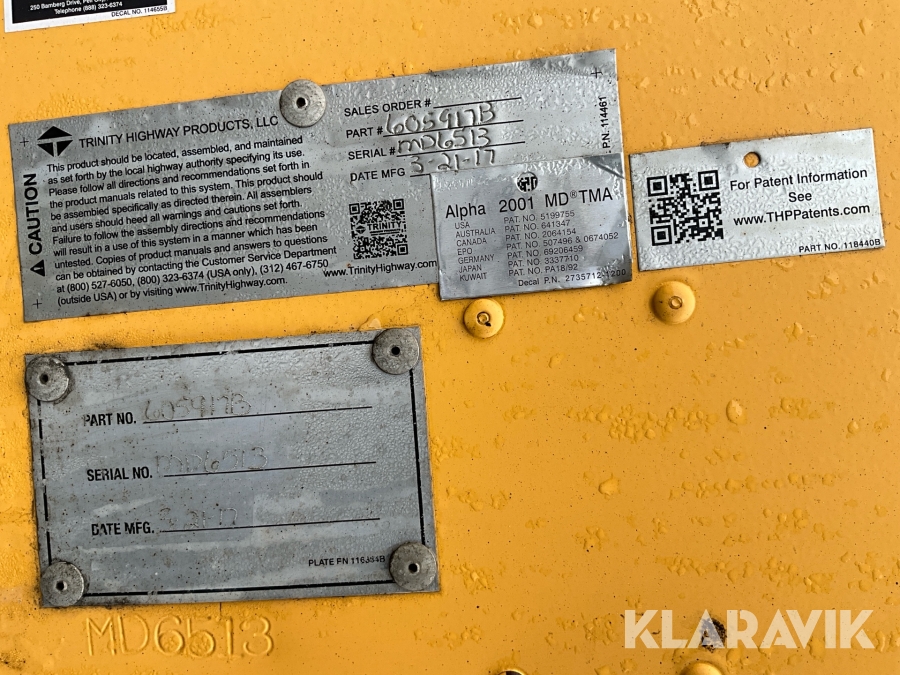 250 Bamberg Drive,
Telephone (888) 323-6374
DECAL NO. 114655B
TRINITY HIGHWAY PRODUCTS, LLC
CAUTION
This product should be located, assembled, and maintained
as set forth by the local highway authority specifying its use.
Please follow all directions and recommendations set forth in
the product manuals related to this system. This product should
be assembled specifically as directed therein. All assemblers
and users should heed all warnings and cautions set forth.
Failure to follow the assembly directions and recommendations
will result in a use of this system in a manner which has been
untested. Copies of product manuals and answers to questions
can be obtained by contacting the Customer Service Department
at (800) 527-6050, (800) 323-6374 (USA only), (312) 467-6750
(outside USA) or by visiting www.TrinityHighway.com.
SALES ORDER #
PART # 605917B
SERIAL # MD6513
DATE MFG 3-21-17
TRINITY
www.TrinityHighway.com
P.N. 114461
Alpha 2001 MD® TMA
USA PAT. NO. 5199755
AUSTRALIA PAT. NO. 641347
CANADA PAT. NO. 2064154
EPO PAT. NO. 507496 & 0674052
GERMANY PAT. NO. 69206459
JAPAN PAT. NO. 3337710
KUWAIT PAT. NO. PA18/92
Decal P.N.
For Patent Information
See
www.THPPatents.com
PART NO. 118440B
PART NO. 605917B
SERIAL NO. MD6513
DATE MFG. 3 21-17
PLATE PN
MD6513
KLARAVIK